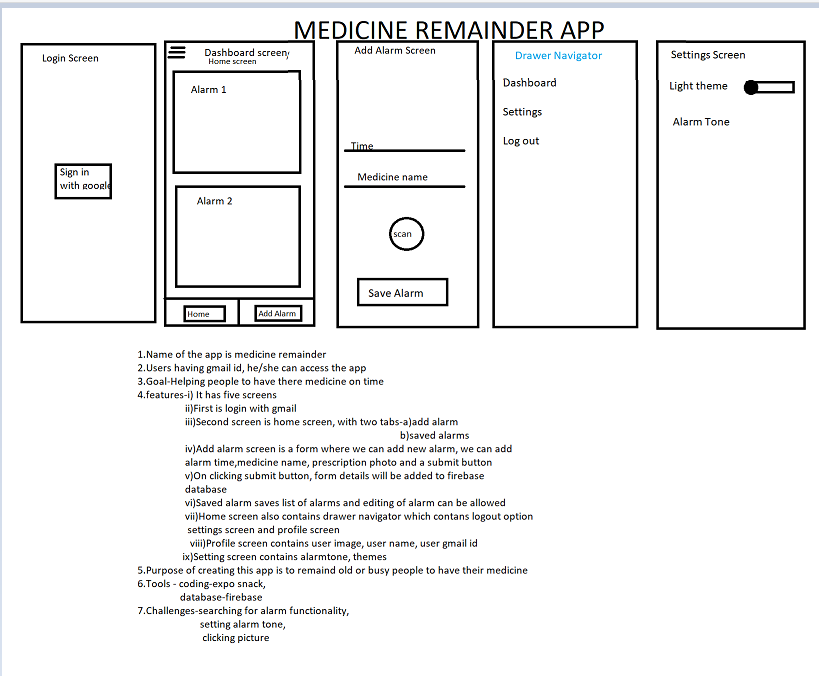 MEDICINE REMAINDER APP
Login Screen
Sign in
with google
Dashboard screen/
Home screen
Alarm 1
Alarm 2
Home
Add Alarm
Add Alarm Screen
Time
Medicine name
scan
Save Alarm
Drawer Navigator
Dashboard
Settings
Log out
Settings Screen
Light theme
Alarm Tone
1.Name of the app is medicine remainder
2.Users having gmail id, he/she can access the app
3.Goal-Helping people to have there medicine on time
4.features-i) It has five screens
ii)First is login with gmail
iii)Second screen is home screen, with two tabs-a)add alarm
b)saved alarms
iv)Add alarm screen is a form where we can add new alarm, we can add
alarm time,medicine name, prescription photo and a submit button
v)On clicking submit button, form details will be added to firebase
database
vi)Saved alarm saves list of alarms and editing of alarm can be allowed
vii)Home screen also contains drawer navigator which contans logout option
settings screen and profile screen
viii)Profile screen contains user image, user name, user gmail id
ix)Setting screen contains alarmtone, themes
5.Purpose of creating this app is to remaind old or busy people to have their medicine
6.Tools - coding-expo snack,
database-firebase
7.Challenges-searching for alarm functionality,
setting alarm tone,
clicking picture